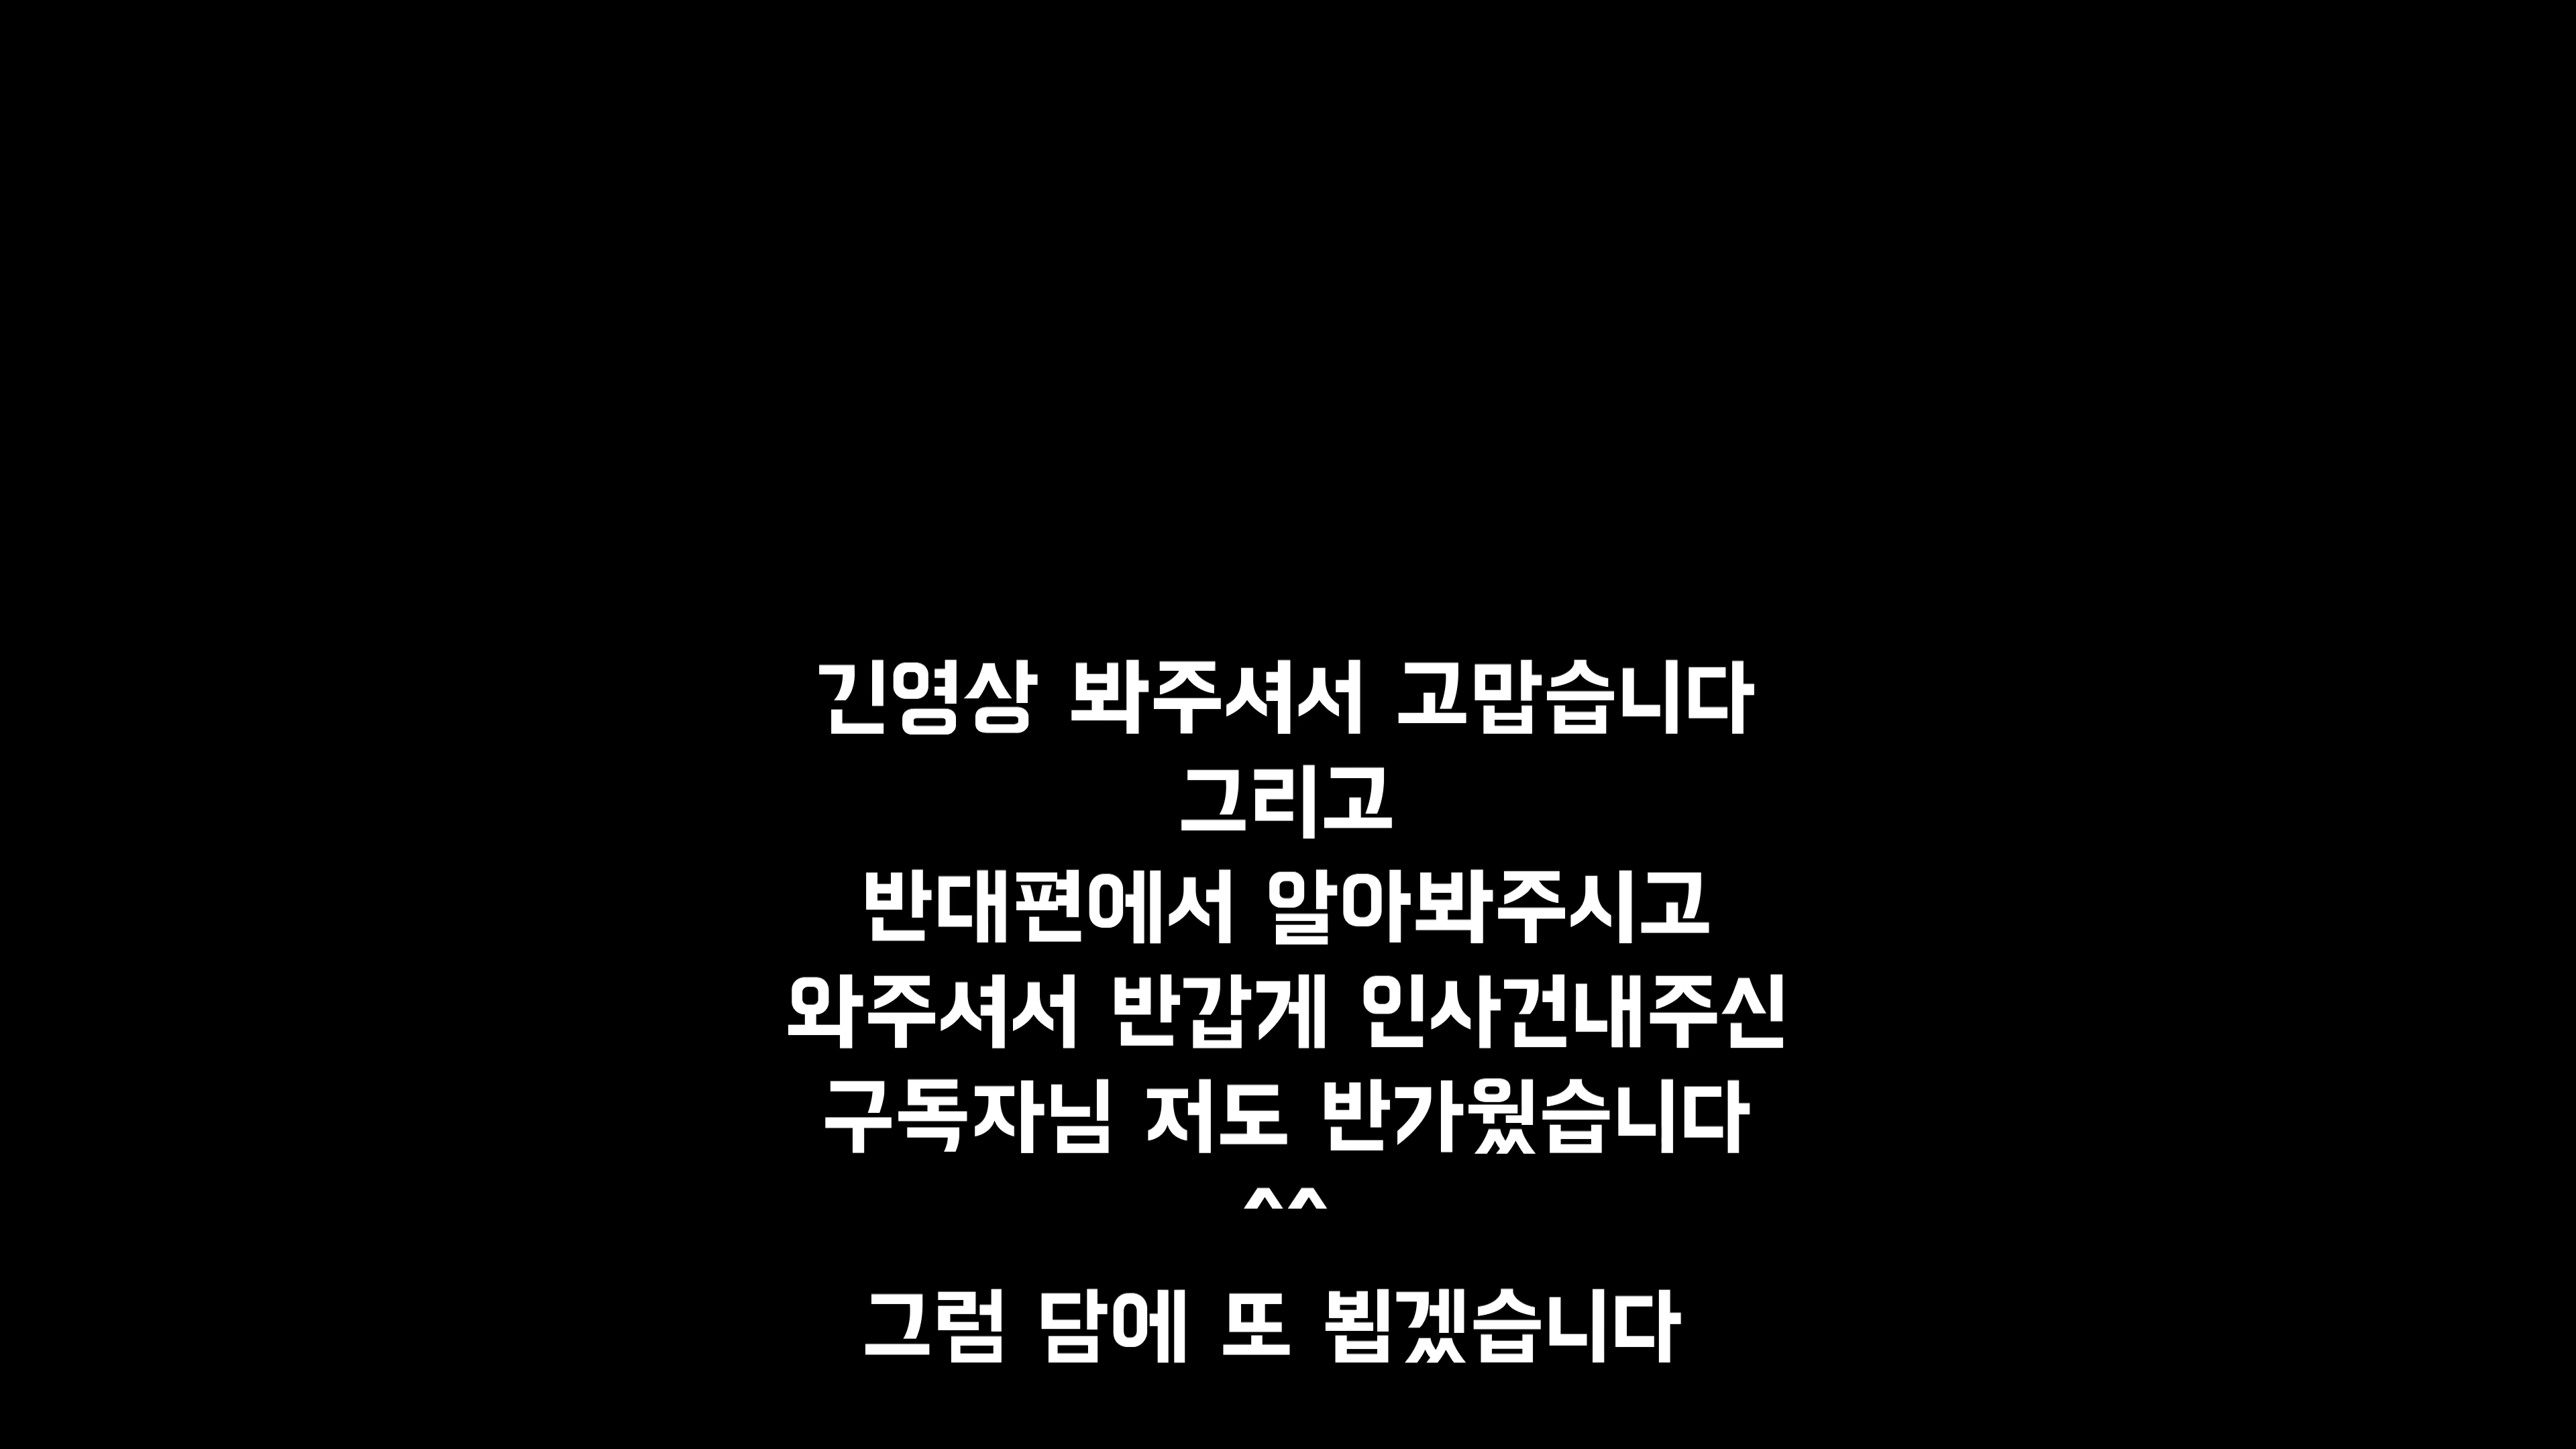 긴영상 봐주셔서 고맙습니다
그리고
반대편에서 알아봐주시고
와주셔서 반갑게 인사건내주신
구독자님 저도 반가웠습니다
^^
그럼 담에 또 뵙겠습니다